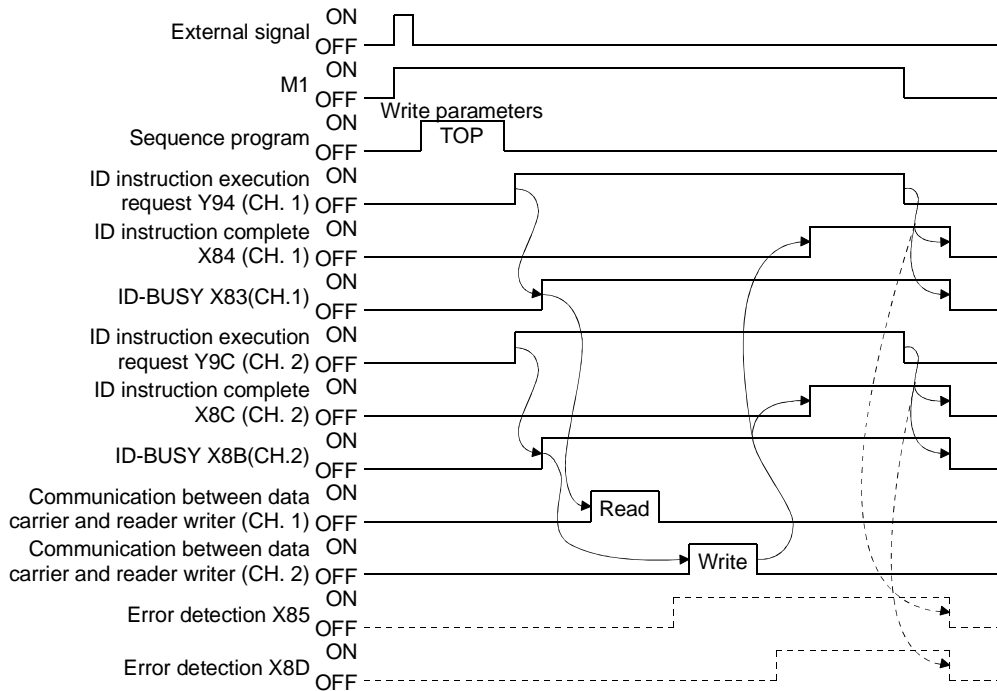 ON
External signal
OFF
ON
M1
OFF
Write parameters
ON
TOP
Sequence program
OFF
ID instruction execution ON
request Y94 (CH. 1) OFF
ID instruction complete ON
X84 (CH. 1) OFF
ON
ID-BUSY X83(CH.1)
OFF
ID instruction execution ON
request Y9C (CH. 2) OFF
ID instruction complete ON
X8C (CH. 2) OFF
ON
ID-BUSY X8B(CH.2)
OFF
Communication between data ON
carrier and reader writer (CH. 1) OFF
Read
Communication between data ON
carrier and reader writer (CH. 2) OFF
Write
ON
Error detection X85
OFF
ON
Error detection X8D
OFF